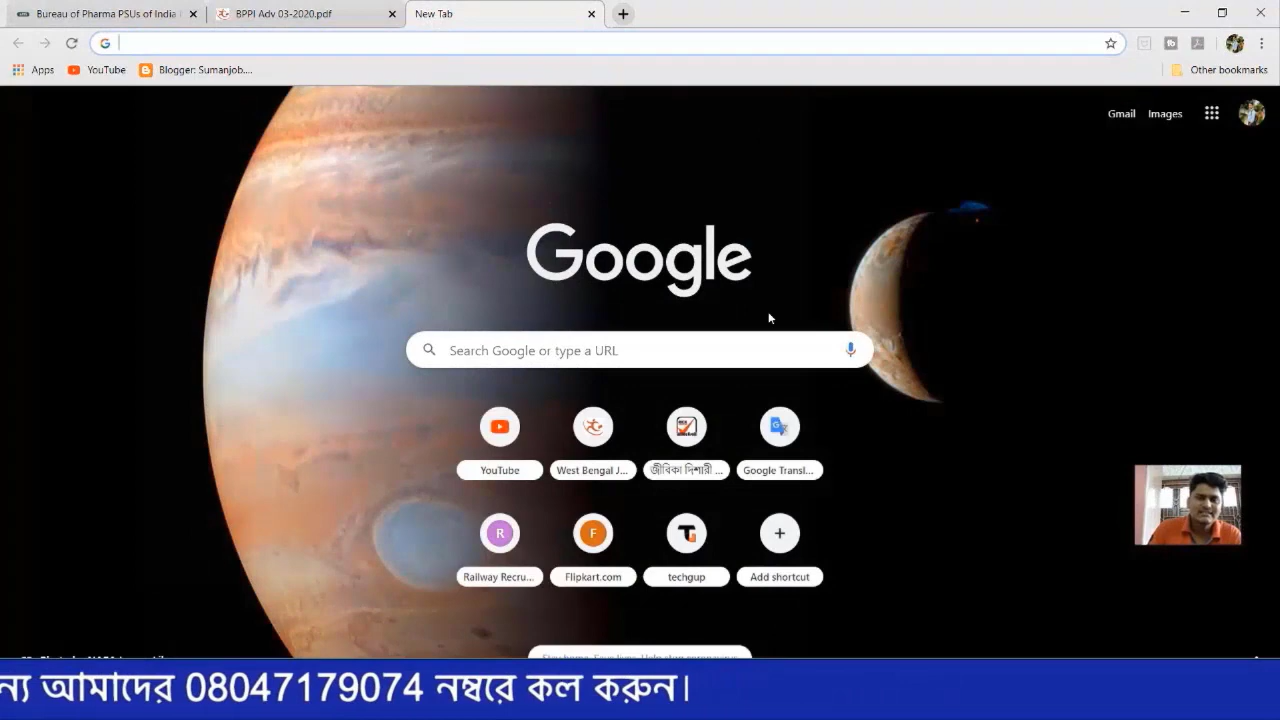 Bureau of Pharma PSUs of India
BPPI Adv 03-2020.pdf
New Tab
Apps
YouTube
Blogger: Sumanjob....
Other bookmarks
Gmail
Images
Google
Search Google or type a URL
YouTube
West Bengal J...
জীবিকা দিশারী ...
Google Transl...
R
F
Railway Recru...
Flipkart.com
techgup
Add shortcut
ন্য আমাদের 08047179074 নম্বরে কল করুন।